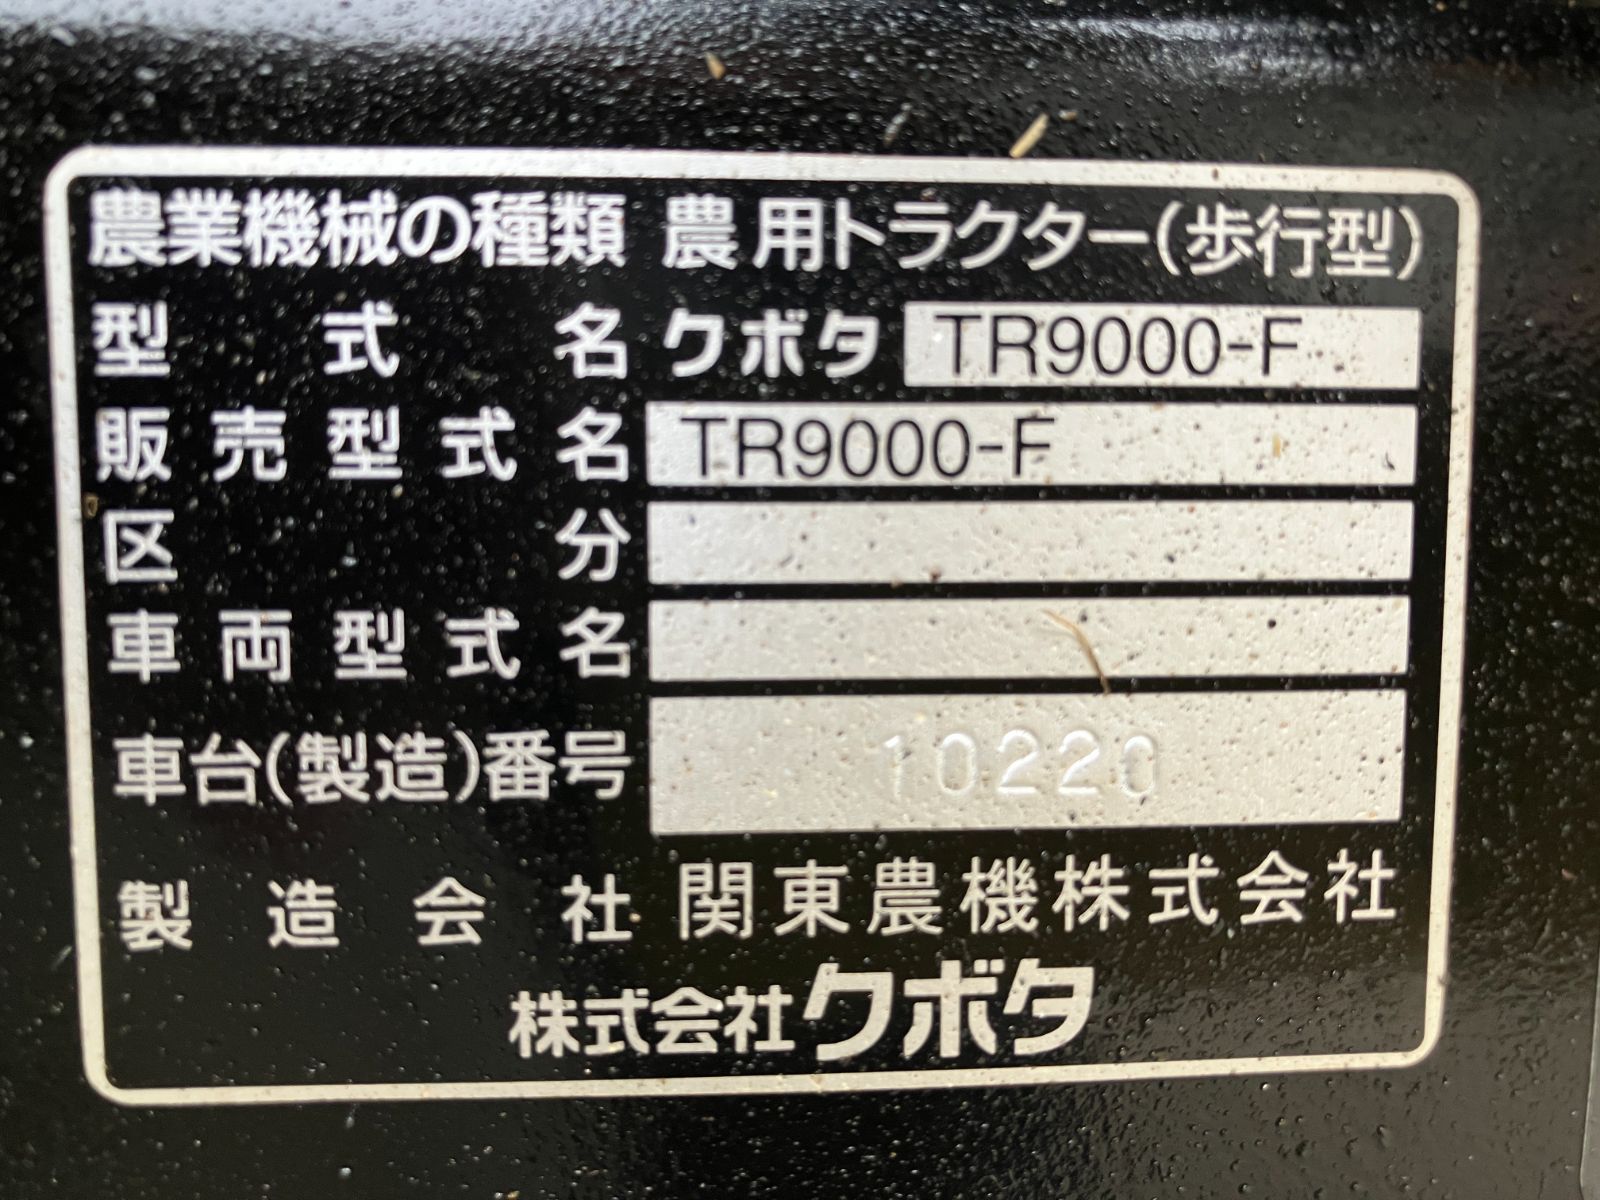 農業機械の種類 農用トラクター(歩行型)
型式名 クボタ TR9000-F
販売型式名 TR9000-F
区分
車両型式名
車台(製造)番号 10220
製造会社 関東農機株式会社
株式会社クボタ